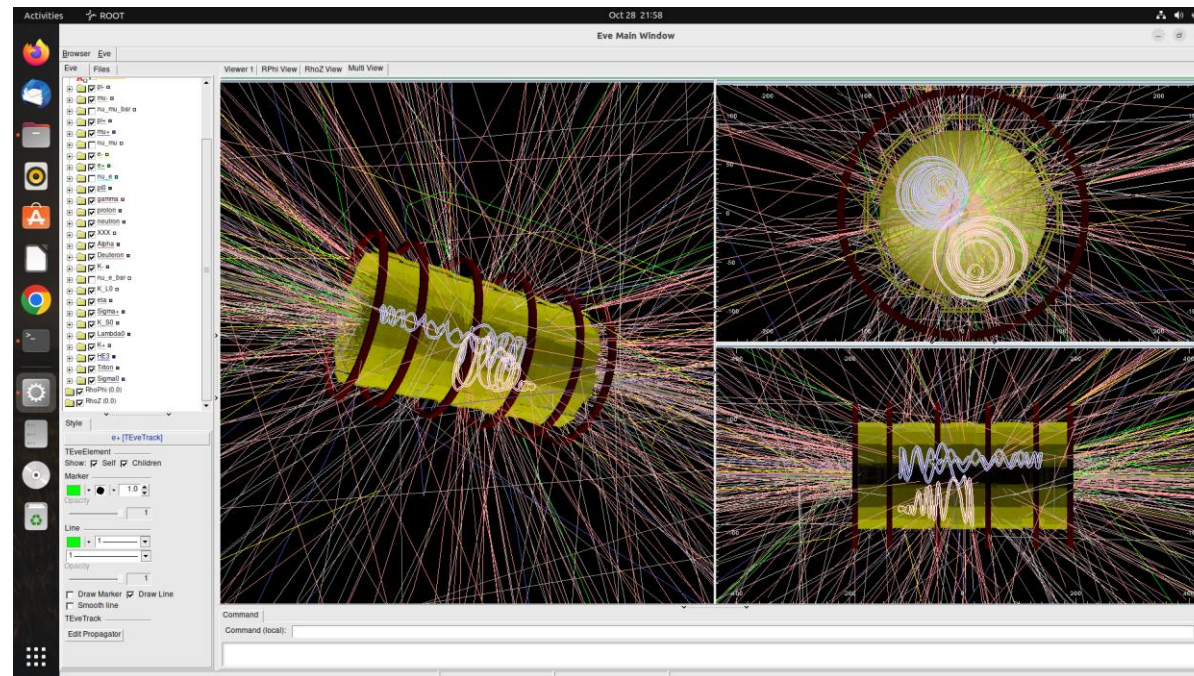 Activities ROOT Oct 28 21:58
Eve Main Window
Browser Eve
Eve Files
Viewer 1 RPhi View RhoZ View Multi View
pi-
mu-
nu_mu_bar
pi+
mu+
nu_mu
e-
e+
nu_e
pi0
gamma
proton
neutron
XXX
Alpha
Deuteron
K-
nu_e_bar
K_L0
eta
Sigma+
K_S0
Lambda0
K+
HE3
Triton
Sigma0
RhoPhi (0.0)
RhoZ (0.0)
Style
e+ [TEveTrack]
TEveElement
Show: Self Children
Marker
1.0
Opacity
1
Line
1
1
Opacity
1
Draw Marker Draw Line
Smooth line
TEveTrack
Edit Propagator
Command
Command (local):